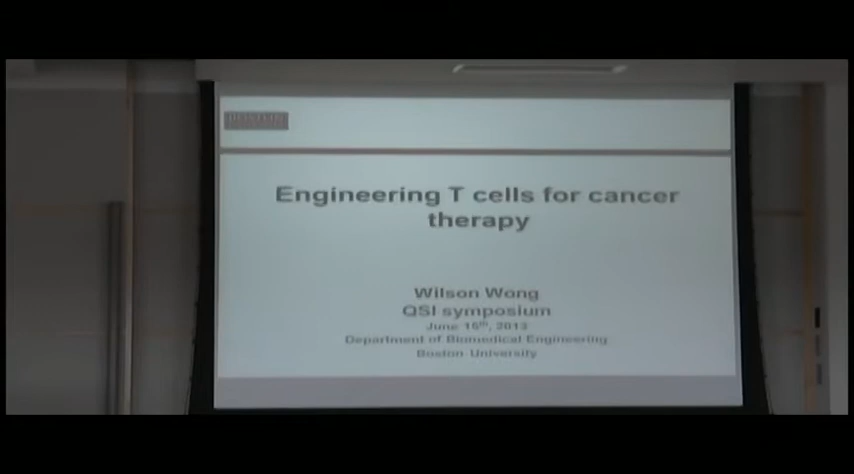 Engineering T cells for cancer
therapy
Wilson Wong
QSI symposium
June 15th, 2013
Department of Biomedical Engineering
Boston University